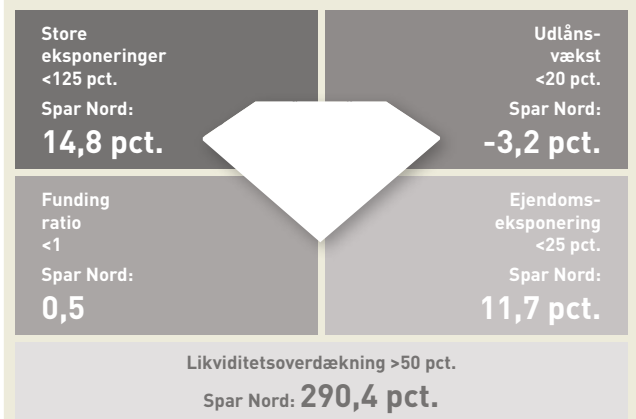 Store
eksponeringer
<125 pct.
Spar Nord:
14,8 pct.
Udlåns-
vækst
<20 pct.
Spar Nord:
-3,2 pct.
Funding
ratio
<1
Spar Nord:
0,5
Ejendoms-
eksponering
<25 pct.
Spar Nord:
11,7 pct.
Likviditetsoverdækning >50 pct.
Spar Nord: 290,4 pct.